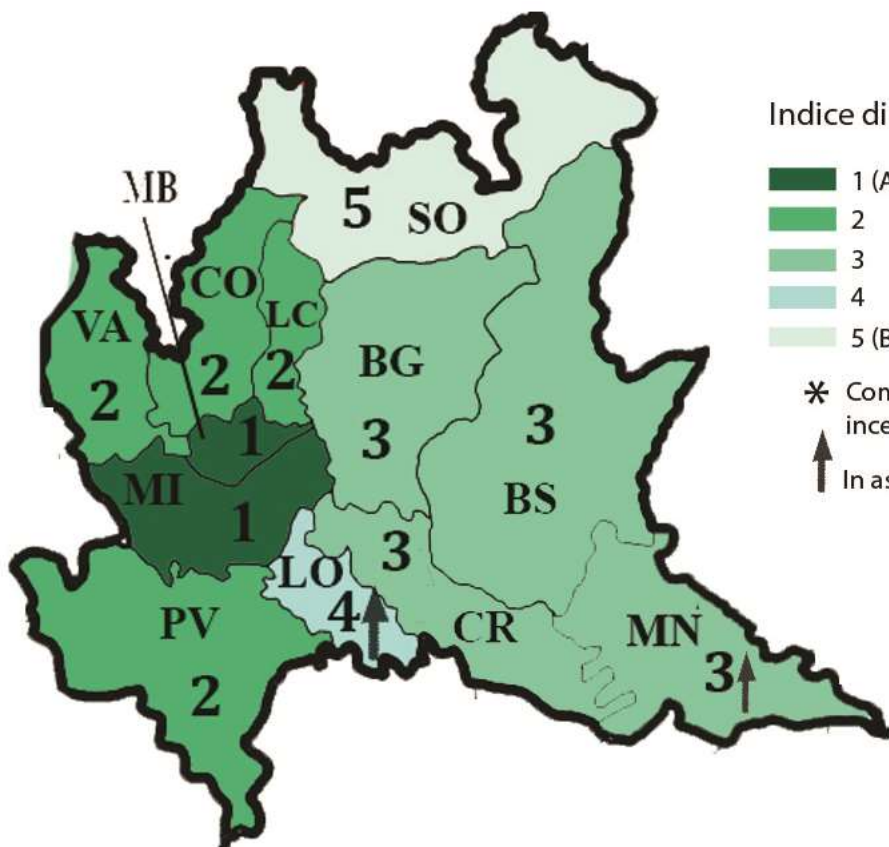 Indice di
1 (A
2
3
4
5 (B
* Con
ince
In as
MB
5 SO
CO
LC
VA
2
2
2
BG
3
3
BS
1
MI
1
3
LO
4
CR
PV
2
MN
3